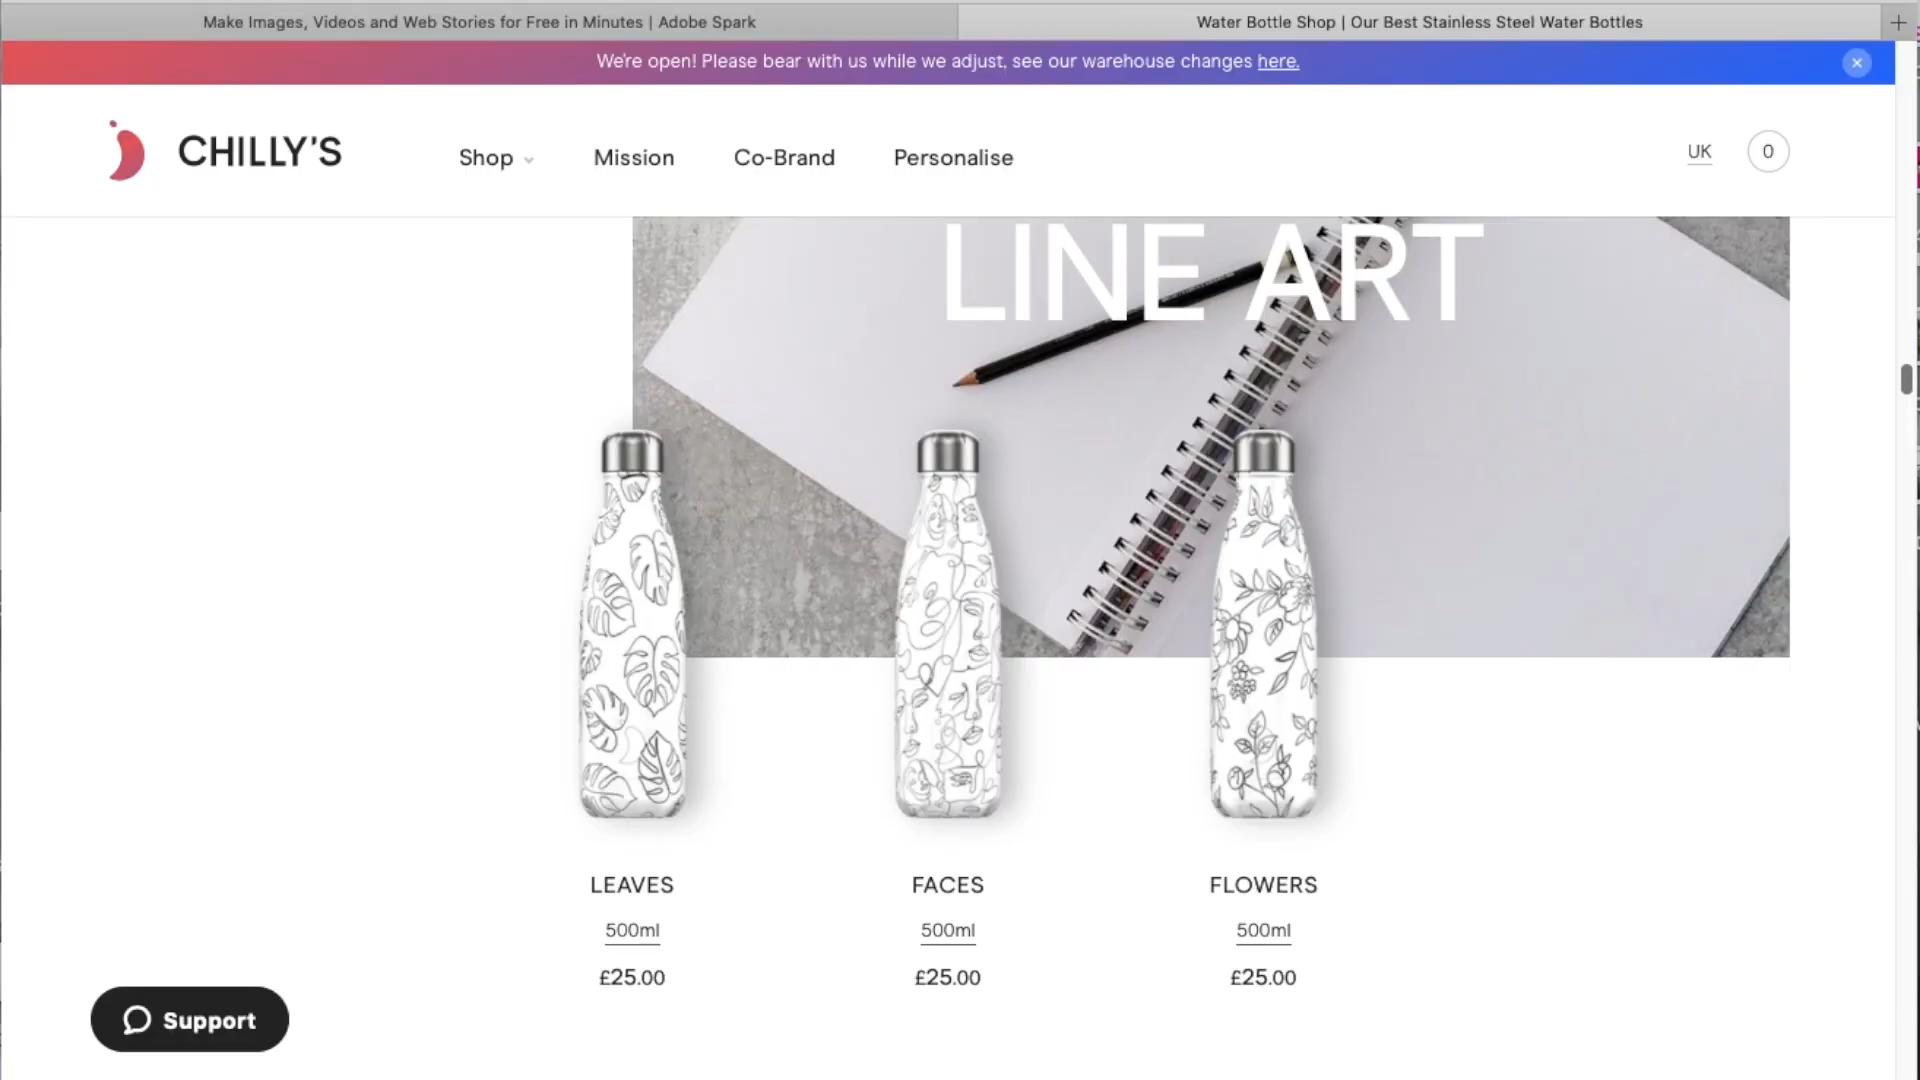 Make Images, Videos and Web Stories for Free in Minutes | Adobe Spark
Water Bottle Shop | Our Best Stainless Steel Water Bottles
We're open! Please bear with us while we adjust, see our warehouse changes here.
CHILLY'S
Shop
Mission
Co-Brand
Personalise
UK
0
LINE ART
LEAVES
FACES
FLOWERS
500ml
500ml
500ml
£25.00
£25.00
£25.00
Support